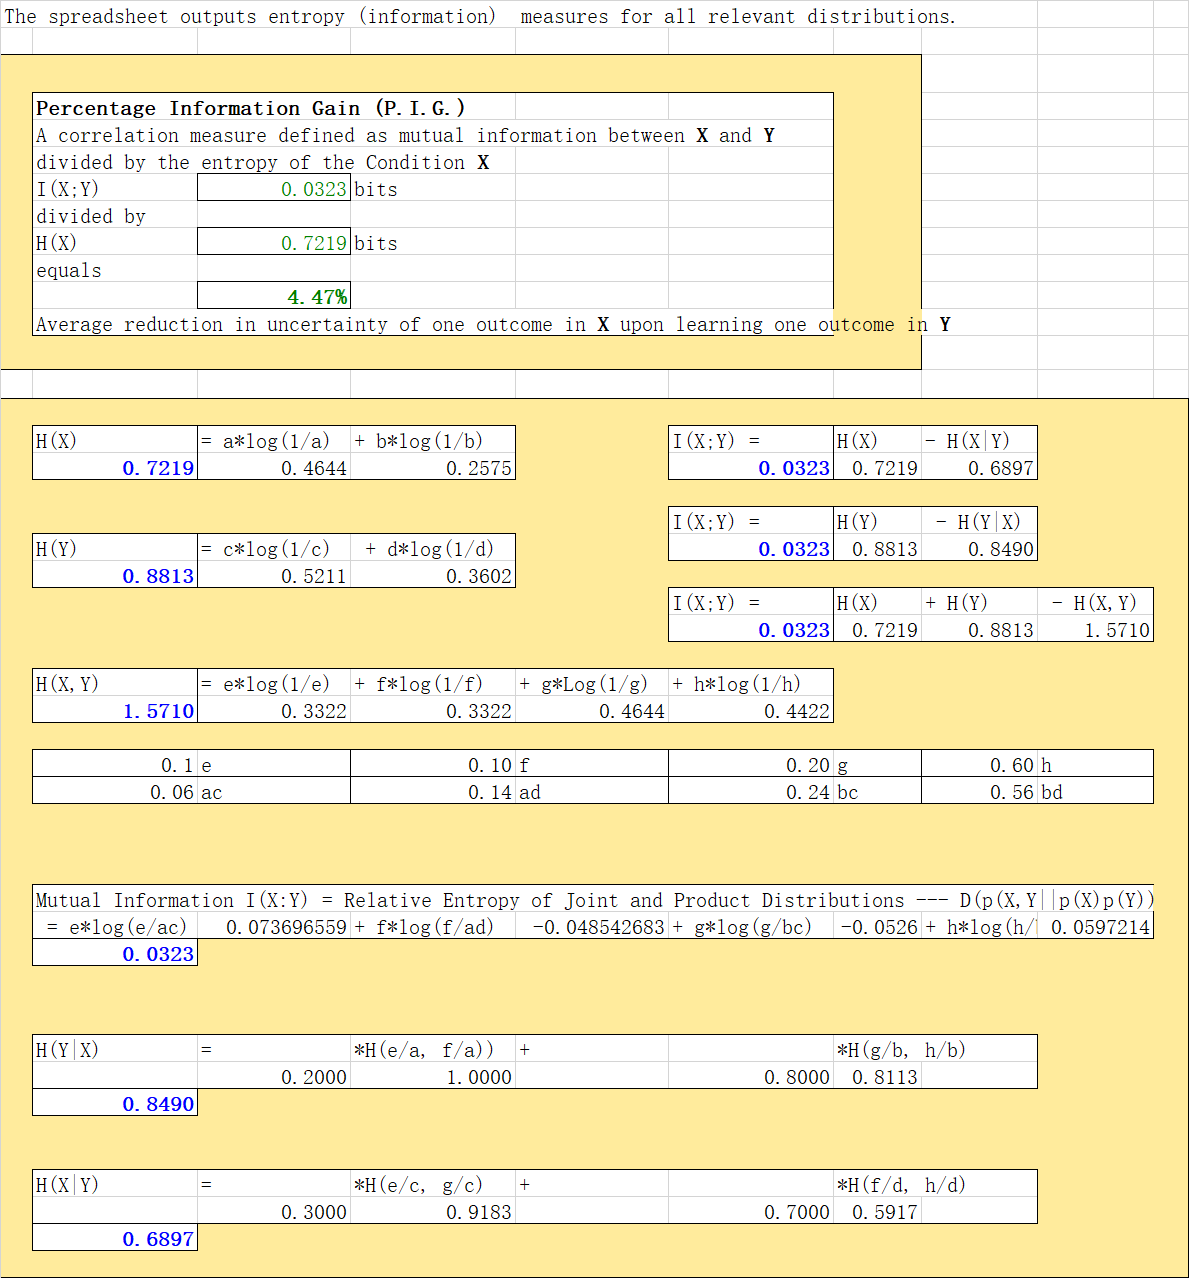 The spreadsheet outputs entropy (information)  measures for all relevant distributions.
Percentage Information Gain (P.I.G.)
A correlation measure defined as mutual information between X and Y
divided by the entropy of the Condition X
I(X;Y) 0.0323 bits
divided by
H(X) 0.7219 bits
equals
4.47%
Average reduction in uncertainty of one outcome in X upon learning one outcome in Y
H(X) = a*log(1/a) + b*log(1/b)
0.7219 0.4644 0.2575
I(X;Y) = H(X) - H(X|Y)
0.0323 0.7219 0.6897
I(X;Y) = H(Y) - H(Y|X)
0.0323 0.8813 0.8490
H(Y) = c*log(1/c) + d*log(1/d)
0.8813 0.5211 0.3602
I(X;Y) = H(X) + H(Y) - H(X,Y)
0.0323 0.7219 0.8813 1.5710
H(X,Y) = e*log(1/e) + f*log(1/f) + g*Log(1/g) + h*log(1/h)
1.5710 0.3322 0.3322 0.4644 0.4422
0.1 e 0.10 f 0.20 g 0.60 h
0.06 ac 0.14 ad 0.24 bc 0.56 bd
Mutual Information I(X:Y) = Relative Entropy of Joint and Product Distributions --- D(p(X,Y||p(X)p(Y))
= e*log(e/ac) 0.073696559 + f*log(f/ad) -0.048542683 + g*log(g/bc) -0.0526 + h*log(h/ 0.0597214
0.0323
H(Y|X) = *H(e/a, f/a)) + *H(g/b, h/b)
0.2000 1.0000 0.8000 0.8113
0.8490
H(X|Y) = *H(e/c, g/c) + *H(f/d, h/d)
0.3000 0.9183 0.7000 0.5917
0.6897